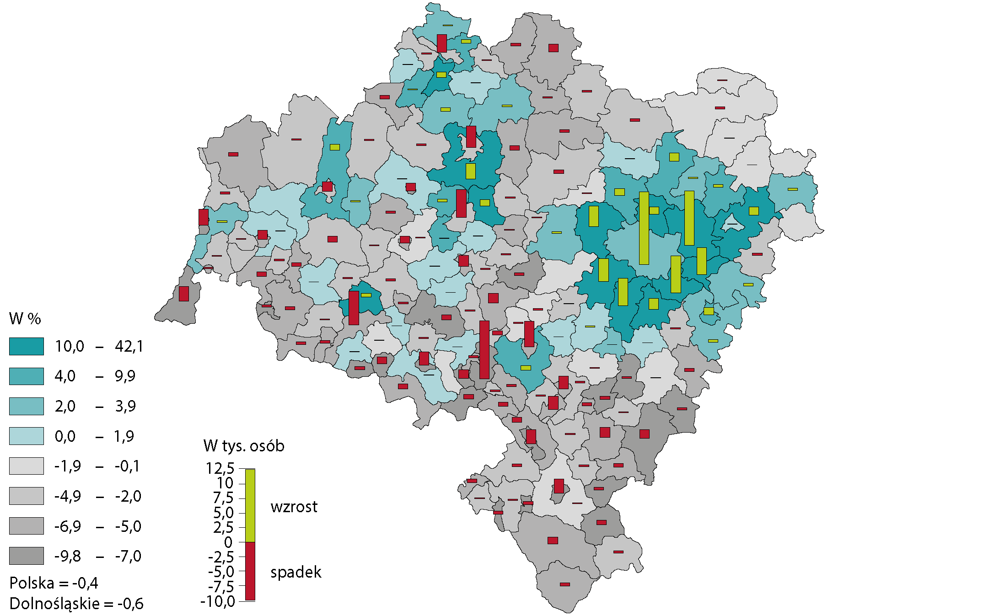 W %
10,0 – 42,1
4,0 – 9,9
2,0 – 3,9
0,0 – 1,9
-1,9 – -0,1
-4,9 – -2,0
-6,9 – -5,0
-9,8 – -7,0
Polska = -0,4
Dolnośląskie = -0,6
W tys. osób
12,5
10
7,5
5,0
2,5
0
-2,5
-5,0
-7,5
-10,0
wzrost
spadek